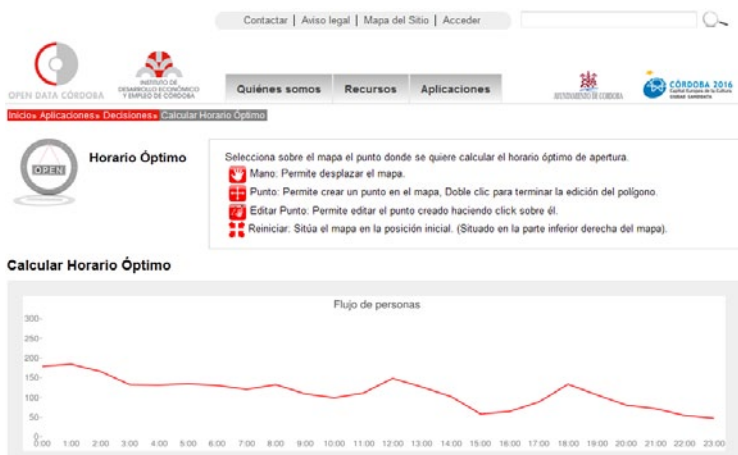 Contactar | Aviso legal | Mapa del Sitio | Acceder
OPEN DATA CÓRDOBA
INSTITUTO DE
DESARROLLO ECONÓMICO
Y EMPLEO DE CÓRDOBA
Quiénes somos Recursos Aplicaciones
AYUNTAMIENTO DE CÓRDOBA
CÓRDOBA 2016
Capital Europea de la Cultura
CIUDAD CANDIDATA
Inicio» Aplicaciones» Decisiones» Calcular Horario Óptimo
OPEN
Horario Óptimo
Selecciona sobre el mapa el punto donde se quiere calcular el horario óptimo de apertura.
Mano: Permite desplazar el mapa.
Punto: Permite crear un punto en el mapa, Doble clic para terminar la edición del polígono.
Editar Punto: Permite editar el punto creado haciendo click sobre él.
Reiniciar: Sitúa el mapa en la posición inicial. (Situado en la parte inferior derecha del mapa).
Calcular Horario Óptimo
Flujo de personas
300
250
200
150
100
50
0
0:00 1:00 2:00 3:00 4:00 5:00 6:00 7:00 8:00 9:00 10:00 11:00 12:00 13:00 14:00 15:00 16:00 17:00 18:00 19:00 20:00 21:00 22:00 23:00